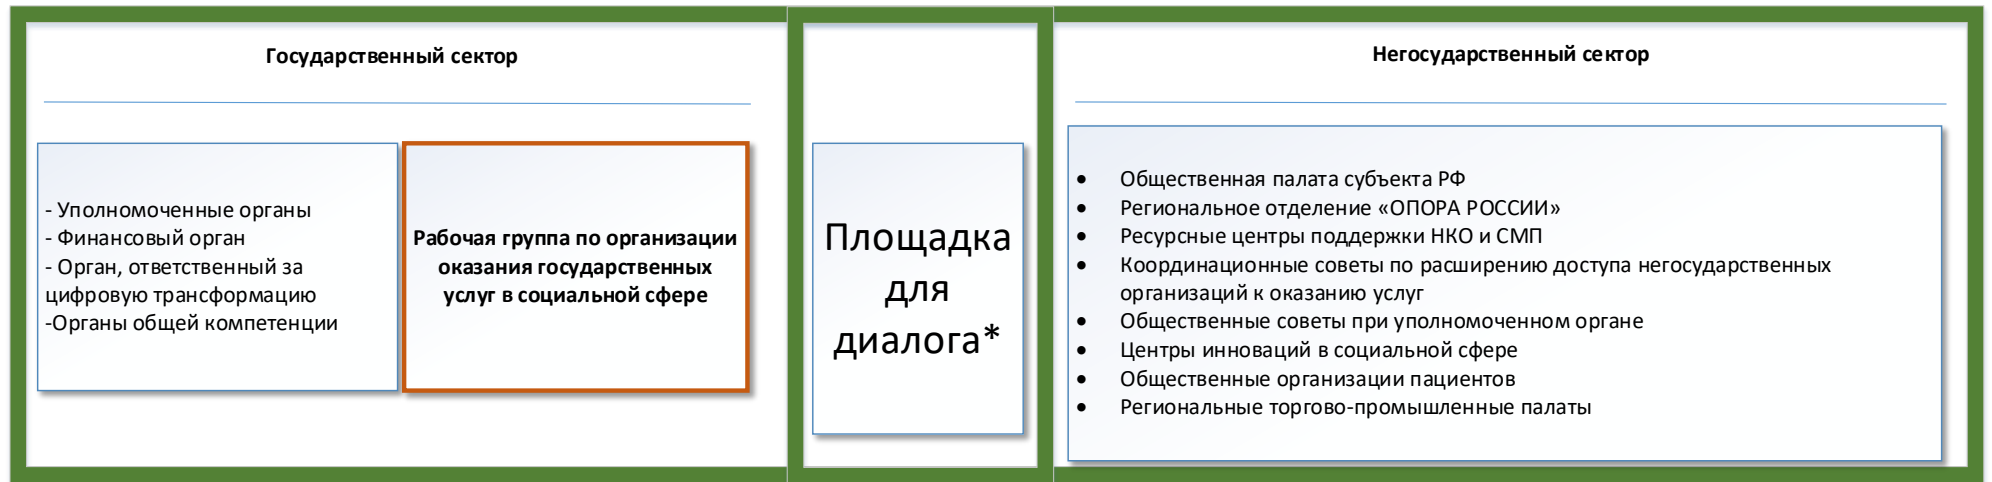 Государственный сектор
- Уполномоченные органы
- Финансовый орган
- Орган, ответственный за
цифровую трансформацию
-Органы общей компетенции
Рабочая группа по организации
оказания государственных
услуг в социальной сфере
Площадка
для
диалога*
Негосударственный сектор
• Общественная палата субъекта РФ
• Региональное отделение «ОПОРА РОССИИ»
• Ресурсные центры поддержки НКО и СМП
• Координационные советы по расширению доступа негосударственных
организаций к оказанию услуг
• Общественные советы при уполномоченном органе
• Центры инноваций в социальной сфере
• Общественные организации пациентов
• Региональные торгово-промышленные палаты